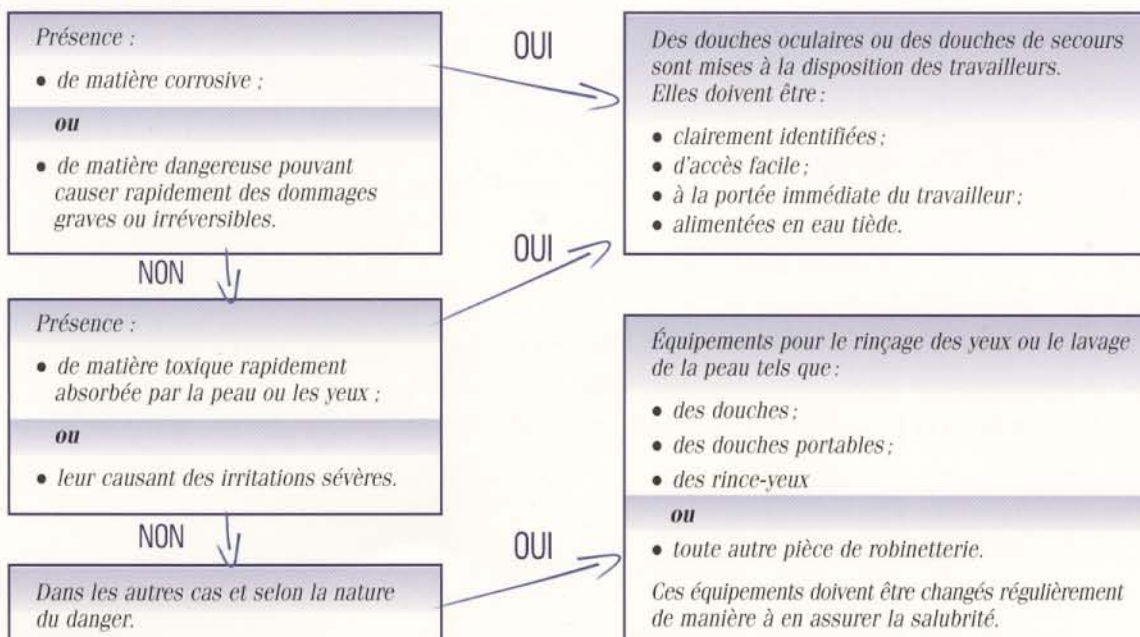 Présence :
• de matière corrosive ;
ou
• de matière dangereuse pouvant
causer rapidement des dommages
graves ou irréversibles.
OUI
Des douches oculaires ou des douches de secours
sont mises à la disposition des travailleurs.
Elles doivent être :
• clairement identifiées ;
• d'accès facile ;
• à la portée immédiate du travailleur ;
• alimentées en eau tiède.
NON
OUI
Présence :
• de matière toxique rapidement
absorbée par la peau ou les yeux ;
ou
• leur causant des irritations sévères.
NON
OUI
Dans les autres cas et selon la nature
du danger.
Équipements pour le rinçage des yeux ou le lavage
de la peau tels que :
• des douches ;
• des douches portables ;
• des rince-yeux
ou
• toute autre pièce de robinetterie.
Ces équipements doivent être changés régulièrement
de manière à en assurer la salubrité.